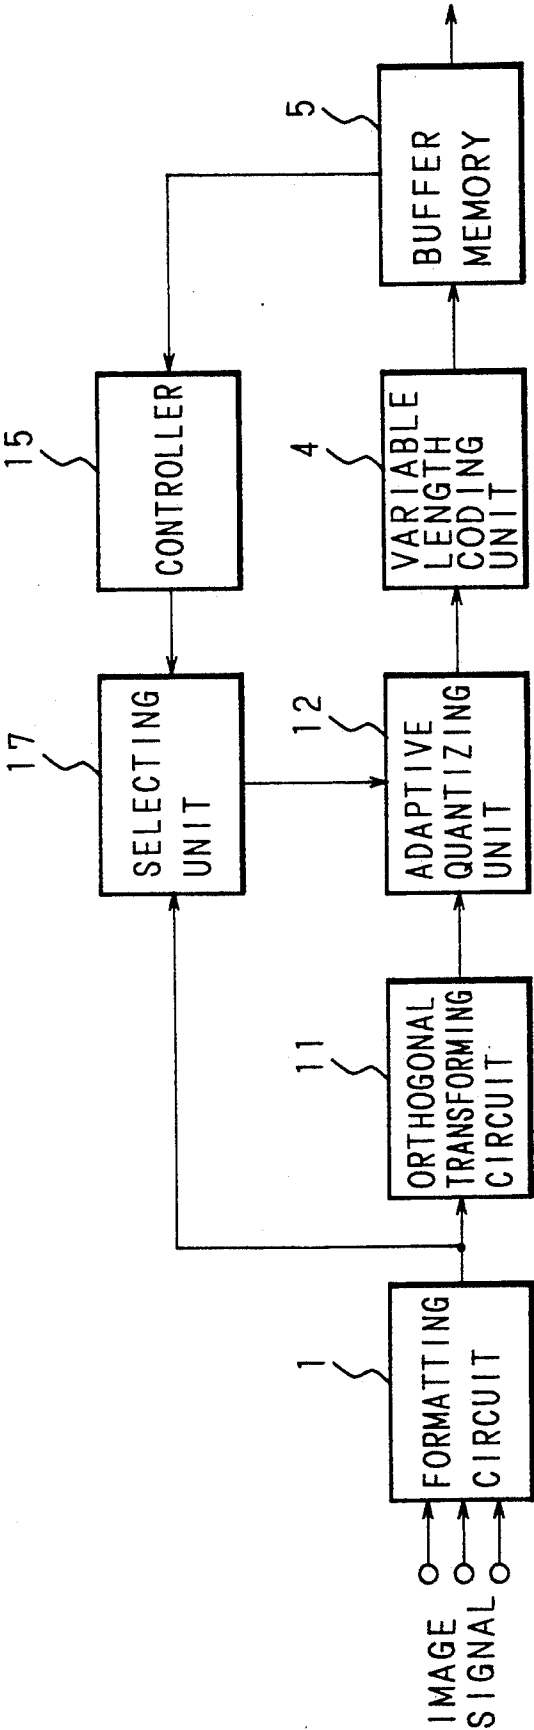 IMAGE
SIGNAL
1
FORMATTING
CIRCUIT
11
ORTHOGONAL
TRANSFORMING
CIRCUIT
17
SELECTING
UNIT
12
ADAPTIVE
QUANTIZING
UNIT
15
CONTROLLER
4
VARIABLE
LENGTH
CODING
UNIT
5
BUFFER
MEMORY